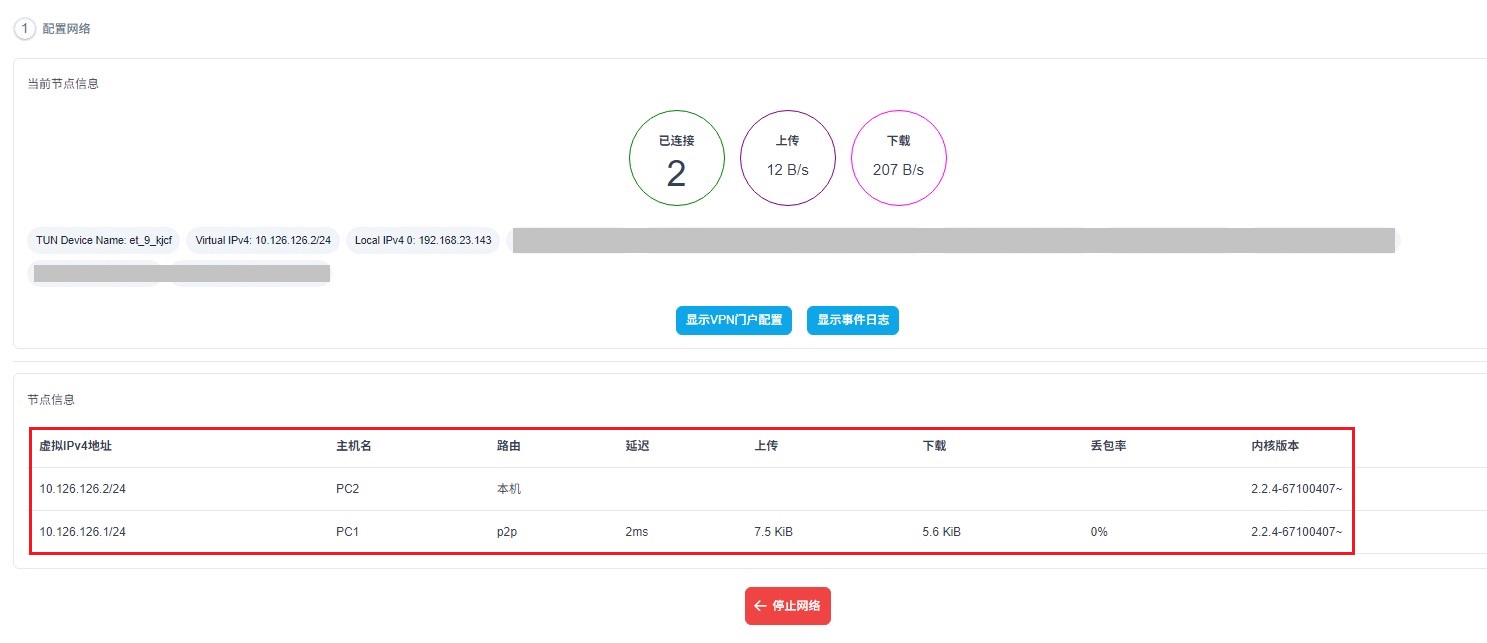 1 配置网络
当前节点信息
已连接 上传 下载
2 12 B/s 207 B/s
TUN Device Name: et_9_kjcf Virtual IPv4: 10.126.126.2/24 Local IPv4 0: 192.168.23.143
显示VPN门户配置 显示事件日志
节点信息
虚拟IPv4地址 主机名 路由 延迟 上传 下载 丢包率 内核版本
10.126.126.2/24 PC2 本机 2.2.4-67100407~
10.126.126.1/24 PC1 p2p 2ms 7.5 KiB 5.6 KiB 0% 2.2.4-67100407~
← 停止网络